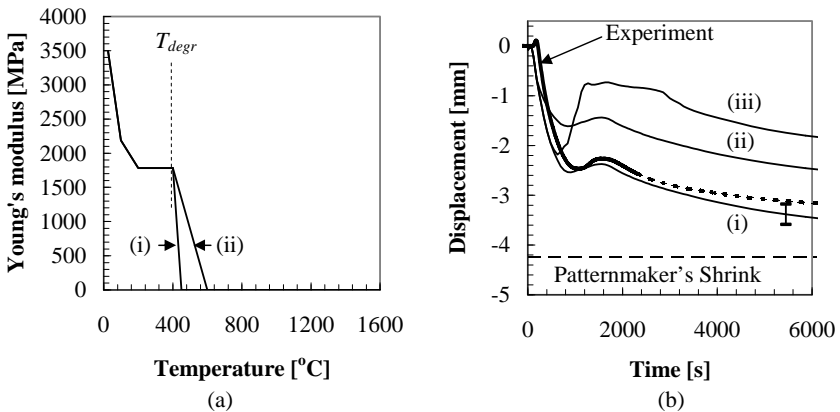 4000
3500
3000
2500
2000
1500
1000
500
0
Young's modulus [MPa]
T_degr
(i)
(ii)
0 400 800 1200 1600
Temperature [°C]
(a)
0
-1
-2
-3
-4
-5
Displacement [mm]
Experiment
(iii)
(ii)
(i)
Patternmaker's Shrink
0 2000 4000 6000
Time [s]
(b)